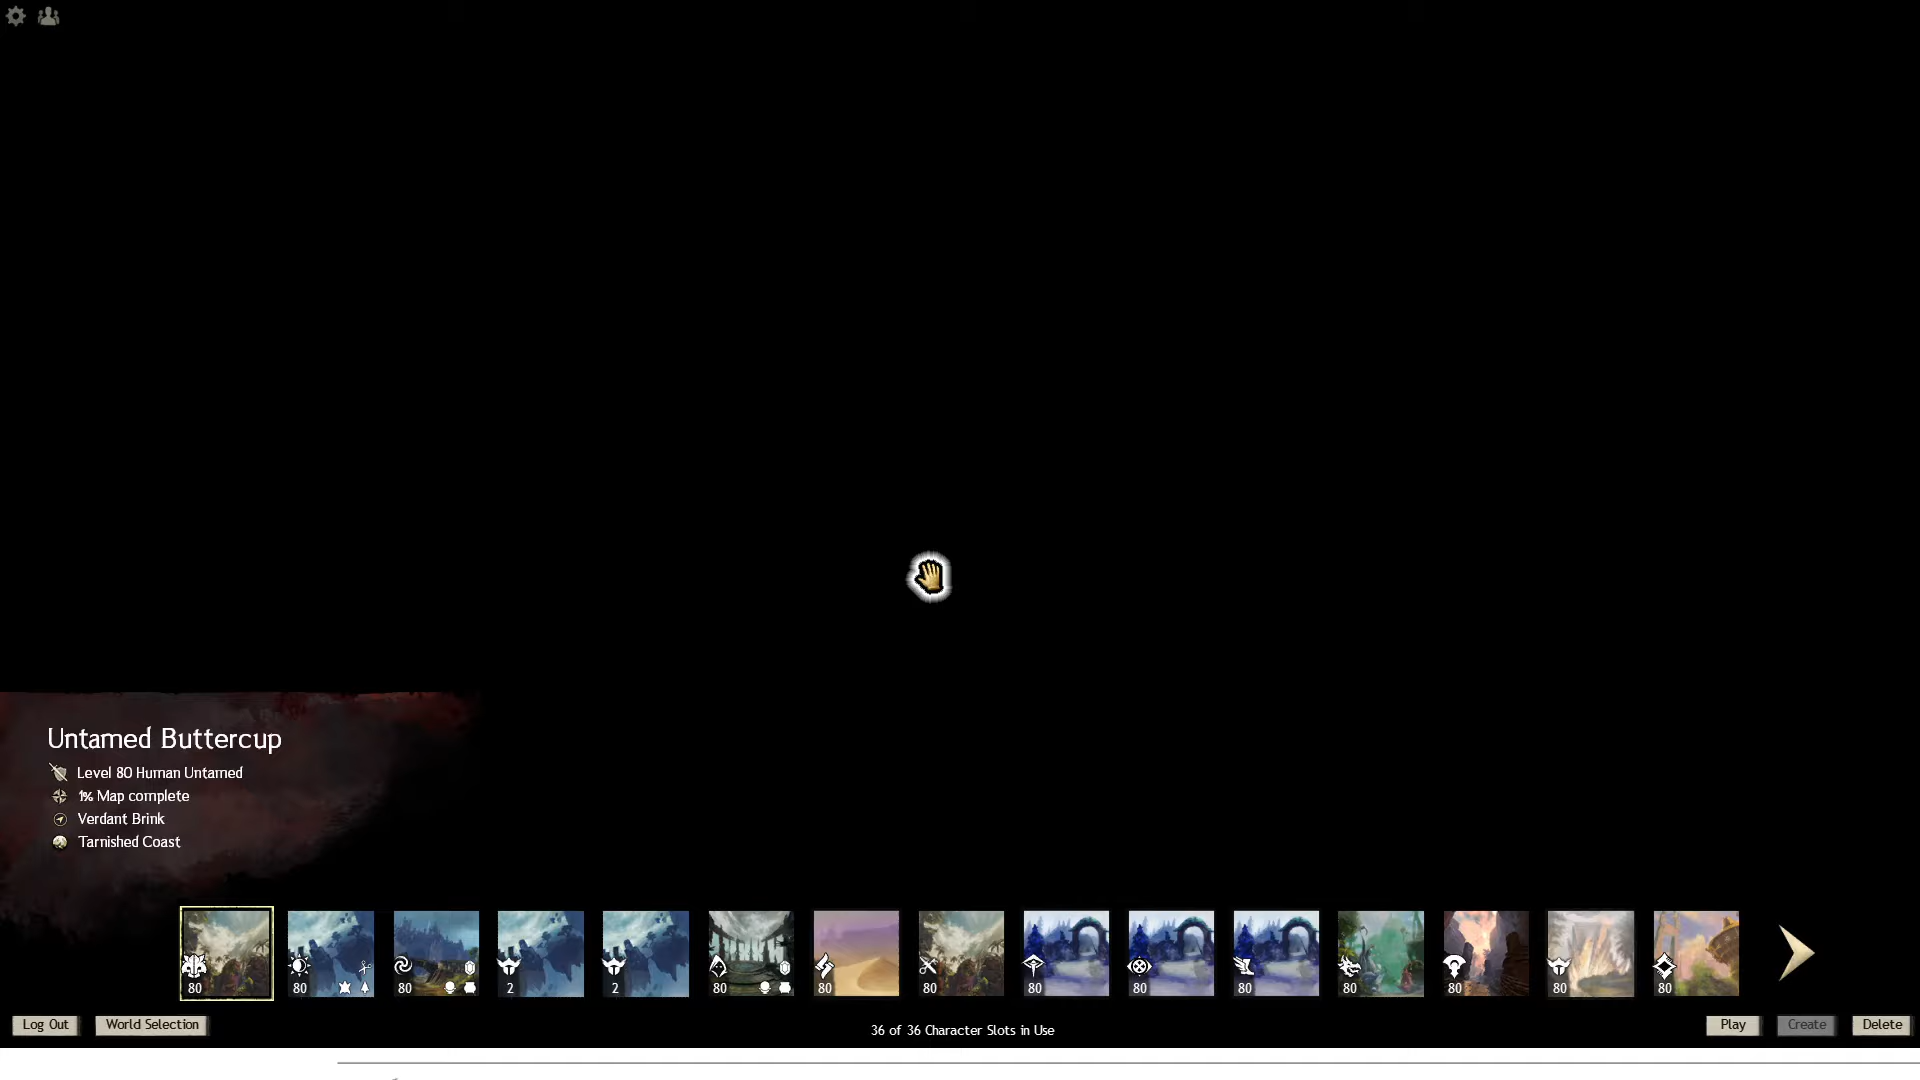 Untamed Buttercup
Level 80 Human Untamed
1% Map complete
Verdant Brink
Tarnished Coast
80
80
80
2
2
80
80
80
80
80
80
80
80
80
80
Log Out
World Selection
36 of 36 Character Slots in Use
Play
Create
Delete